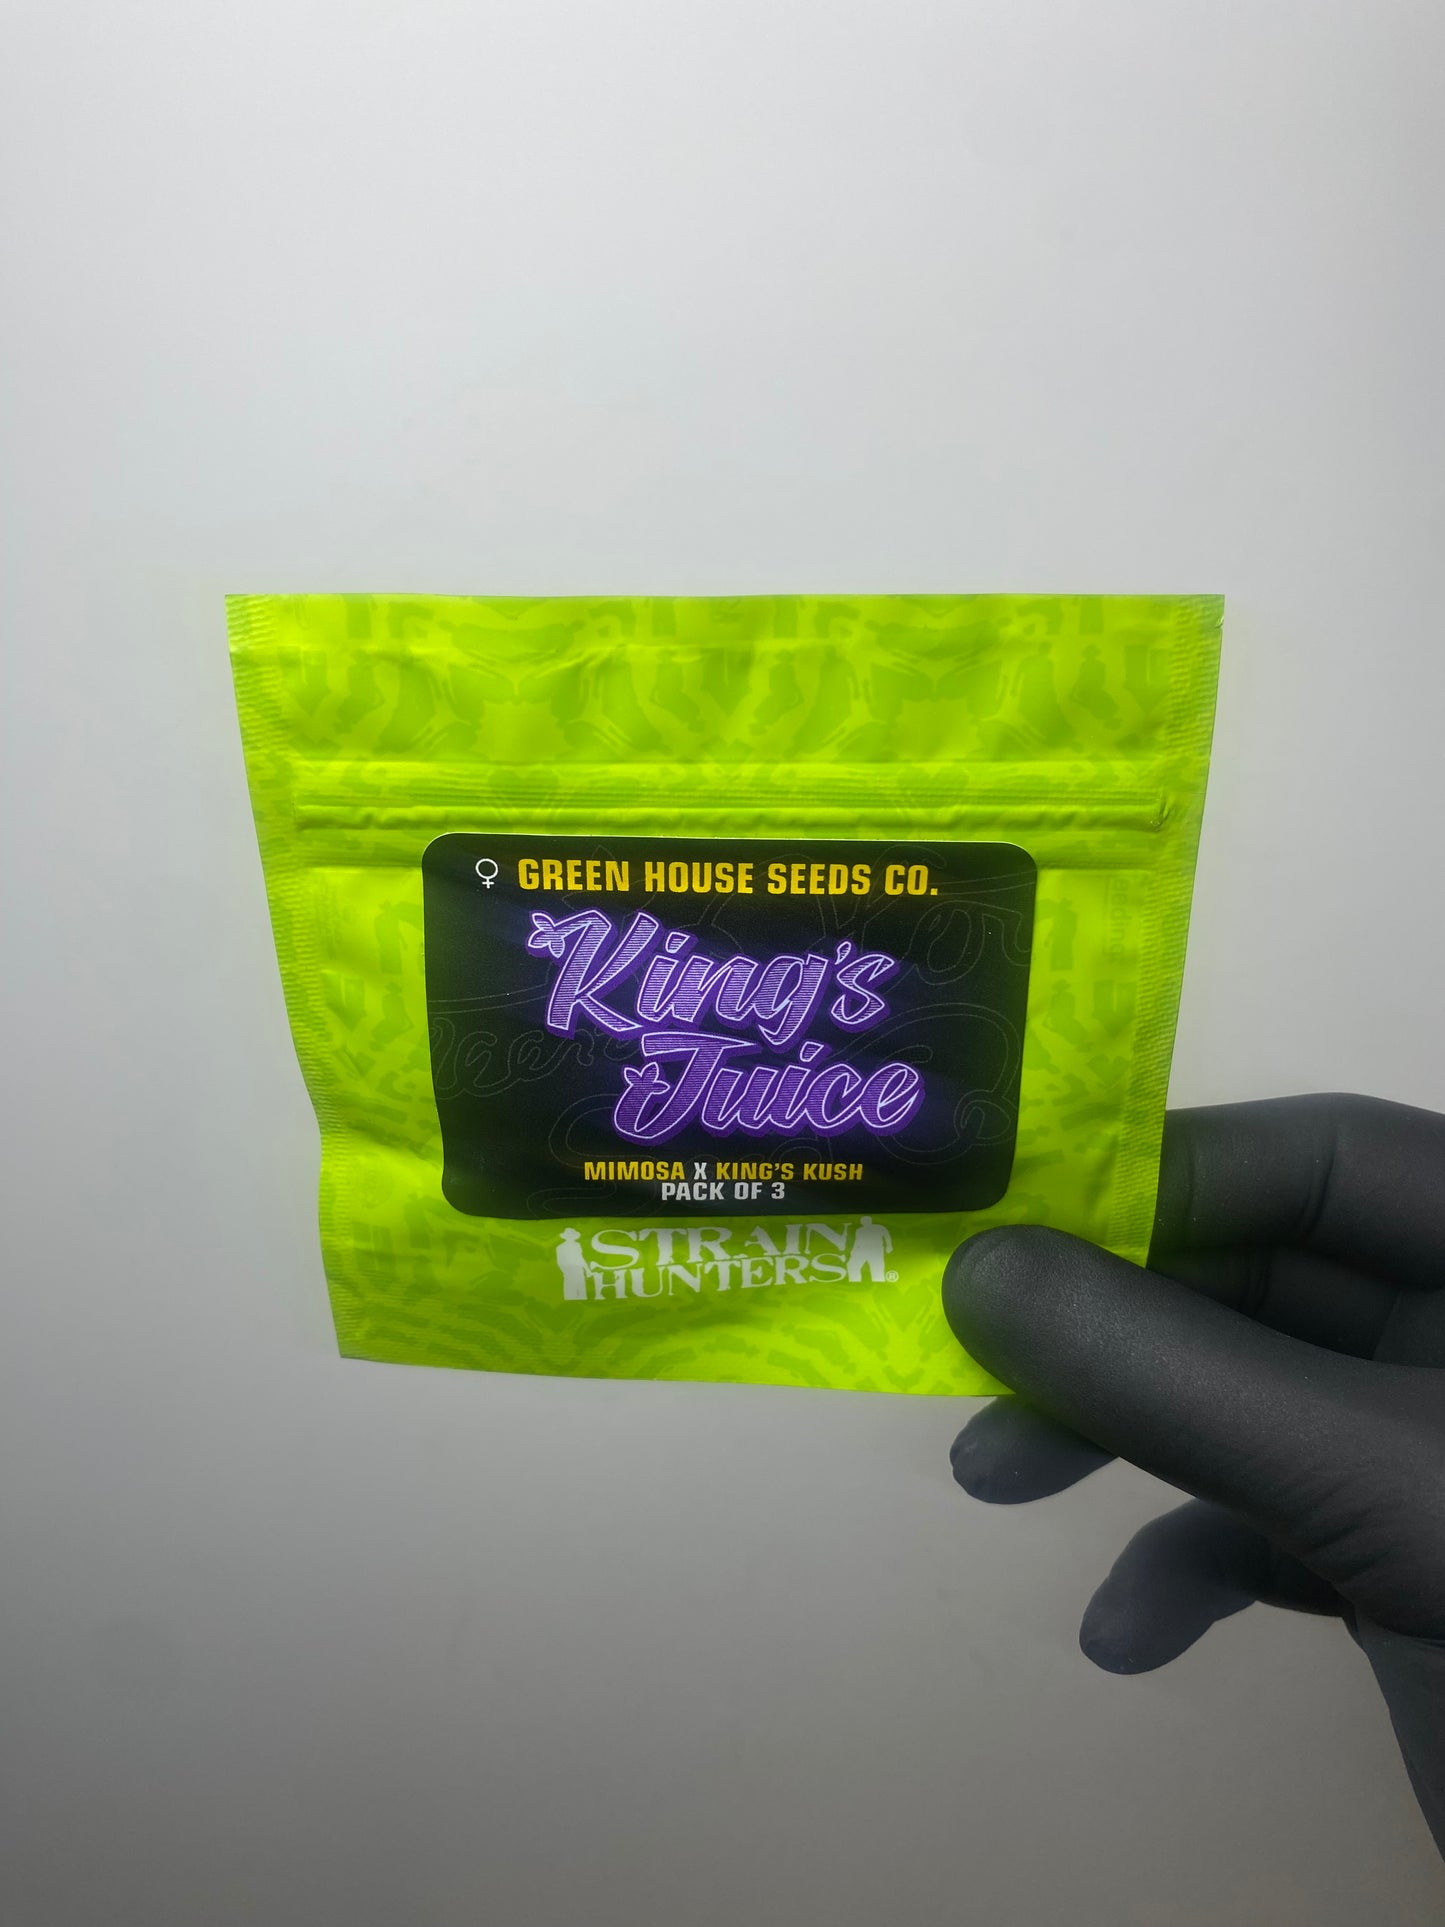 ♀ GREEN HOUSE SEEDS CO.
King's
Juice
MIMOSA X KING'S KUSH
PACK OF 3
STRAIN
HUNTERS®